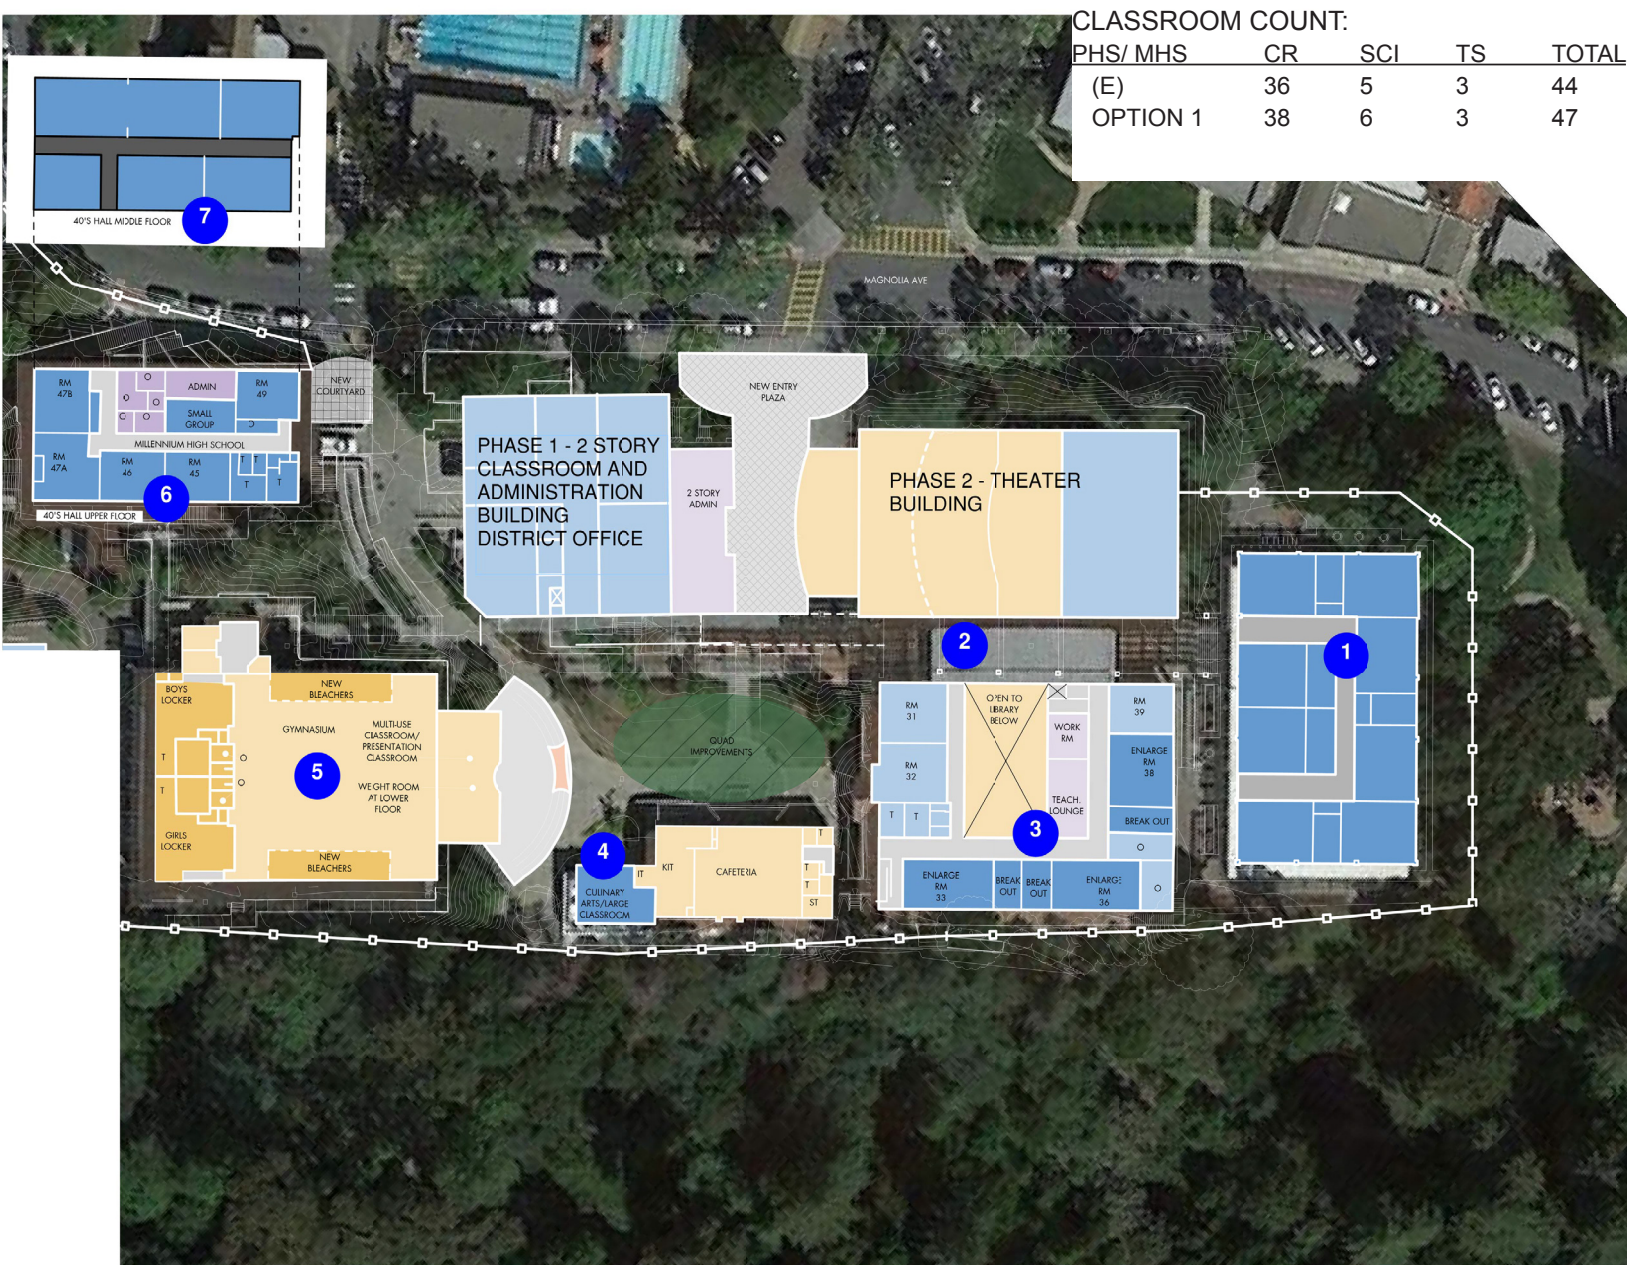 CLASSROOM COUNT:
PHS/ MHS CR SCI TS TOTAL
(E) 36 5 3 44
OPTION 1 38 6 3 47
40'S HALL MIDDLE FLOOR
7
MAGNOLIA AVE
NEW
COURTYARD
NEW ENTRY
PLAZA
RM
47B
ADMIN
RM
49
SMALL
GROUP
MILLENNIUM HIGH SCHOOL
RM
47A
RM
46
RM
45
T T
T
T
6
40'S HALL UPPER FLOOR
PHASE 1 - 2 STORY
CLASSROOM AND
ADMINISTRATION
BUILDING
DISTRICT OFFICE
2 STORY
ADMIN
PHASE 2 - THEATER
BUILDING
2
1
BOYS
LOCKER
NEW
BLEACHERS
GYMNASIUM
MULTI-USE
CLASSROOM/
PRESENTATION
CLASSROOM
WEIGHT ROOM
AT LOWER
FLOOR
T
T
5
GIRLS
LOCKER
NEW
BLEACHERS
QUAD
IMPROVEMENTS
4
IT
KIT
CAFETERIA
T
T
T
ST
CULINARY
ARTS/LARGE
CLASSROOM
RM
31
OPEN TO
LIBRARY
BELOW
WORK
RM
RM
39
RM
32
ENLARGE
RM
38
TEACH.
LOUNGE
T T
3
BREAK OUT
ENLARGE
RM
33
BREAK
OUT
BREAK
OUT
ENLARGE
RM
36